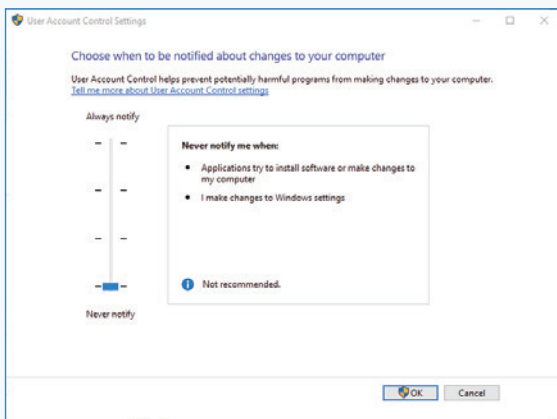 User Account Control Settings
Choose when to be notified about changes to your computer
User Account Control helps prevent potentially harmful programs from making changes to your computer.
Tell me more about User Account Control settings
Always notify
Never notify me when:
Applications try to install software or make changes to
my computer
I make changes to Windows settings
Not recommended.
Never notify
OK
Cancel